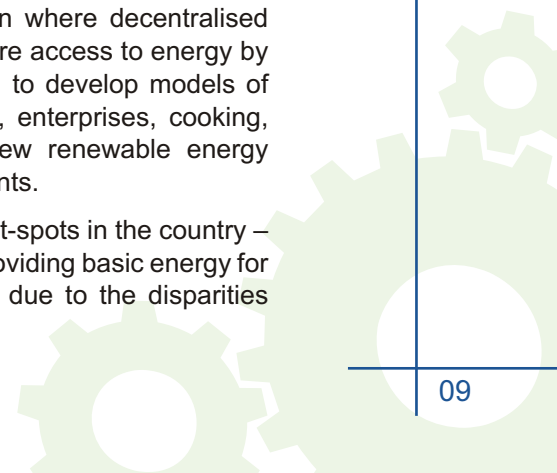 n where decentralised
re access to energy by
to develop models of
, enterprises, cooking,
ew renewable energy
nts.
t-spots in the country –
oviding basic energy for
due to the disparities
09